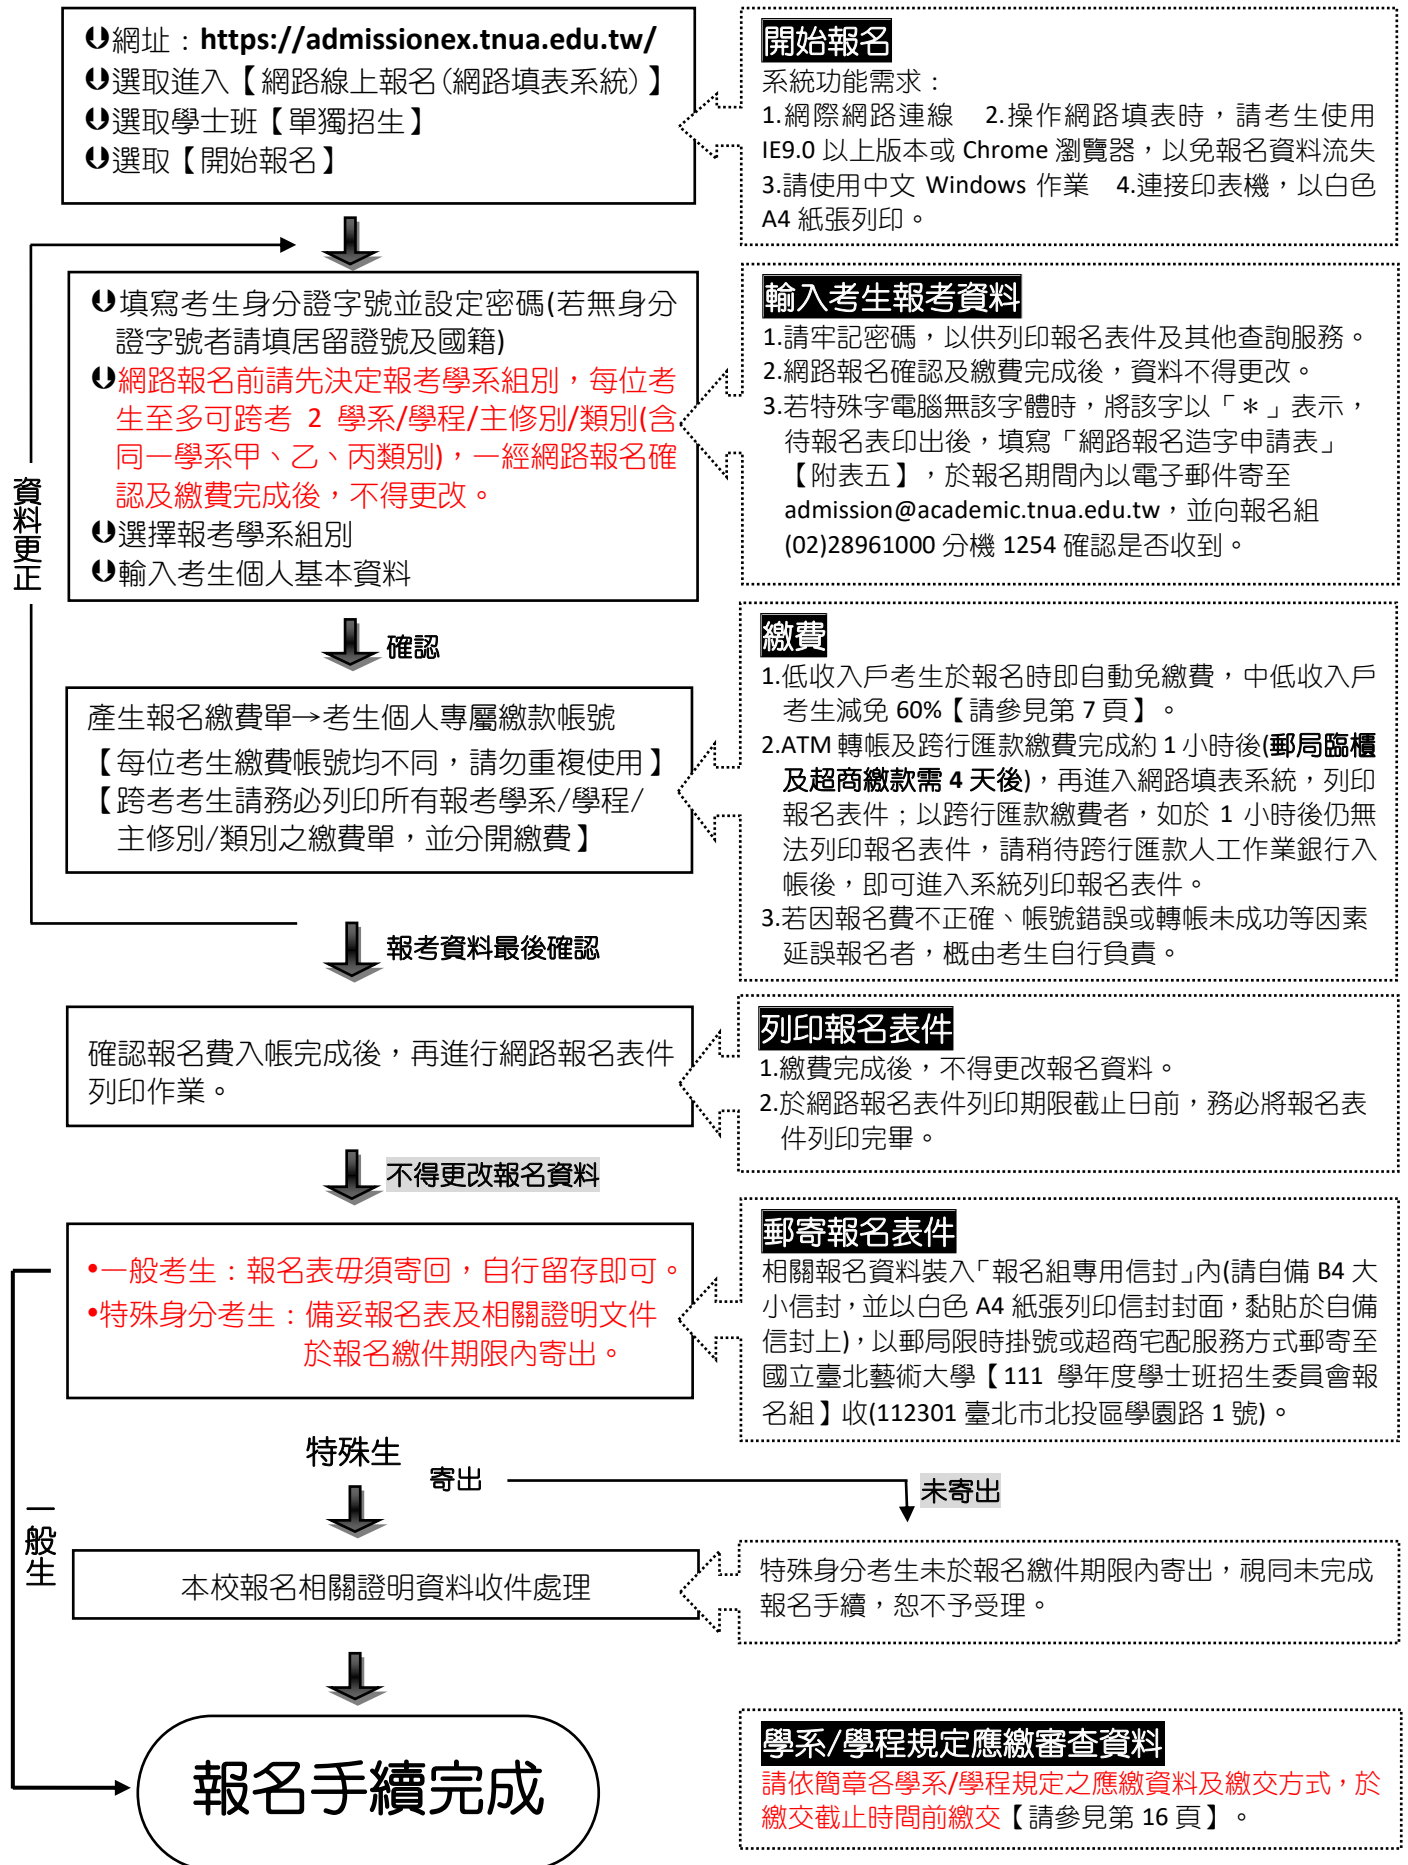 網址：https://admissionex.tnua.edu.tw/
選取進入【網路線上報名(網路填表系統)】
選取學士班【單獨招生】
選取【開始報名】
開始報名
系統功能需求：
1.網際網路連線　2.操作網路填表時，請考生使用
IE9.0 以上版本或 Chrome 瀏覽器，以免報名資料流失
3.請使用中文 Windows 作業　4.連接印表機，以白色
A4 紙張列印。
填寫考生身分證字號並設定密碼(若無身分
證字號者請填居留證號及國籍)
網路報名前請先決定報考學系組別，每位考
生至多可跨考 2 學系/學程/主修別/類別(含
同一學系甲、乙、丙類別)，一經網路報名確
認及繳費完成後，不得更改。
選擇報考學系組別
輸入考生個人基本資料
輸入考生報考資料
1.請牢記密碼，以供列印報名表件及其他查詢服務。
2.網路報名確認及繳費完成後，資料不得更改。
3.若特殊字電腦無該字體時，將該字以「＊」表示，
待報名表印出後，填寫「網路報名造字申請表」
【附表五】，於報名期間內以電子郵件寄至
admission@academic.tnua.edu.tw，並向報名組
(02)28961000 分機 1254 確認是否收到。
資料更正
確認
產生報名繳費單→考生個人專屬繳款帳號
【每位考生繳費帳號均不同，請勿重複使用】
【跨考考生請務必列印所有報考學系/學程/
主修別/類別之繳費單，並分開繳費】
繳費
1.低收入戶考生於報名時即自動免繳費，中低收入戶
考生減免 60%【請參見第 7 頁】。
2.ATM 轉帳及跨行匯款繳費完成約 1 小時後(郵局臨櫃
及超商繳款需 4 天後)，再進入網路填表系統，列印
報名表件；以跨行匯款繳費者，如於 1 小時後仍無
法列印報名表件，請稍待跨行匯款人工作業銀行入
帳後，即可進入系統列印報名表件。
3.若因報名費不正確、帳號錯誤或轉帳未成功等因素
延誤報名者，概由考生自行負責。
報考資料最後確認
確認報名費入帳完成後，再進行網路報名表件
列印作業。
列印報名表件
1.繳費完成後，不得更改報名資料。
2.於網路報名表件列印期限截止日前，務必將報名表
件列印完畢。
不得更改報名資料
•一般考生：報名表毋須寄回，自行留存即可。
•特殊身分考生：備妥報名表及相關證明文件
於報名繳件期限內寄出。
郵寄報名表件
相關報名資料裝入「報名組專用信封」內(請自備 B4 大
小信封，並以白色 A4 紙張列印信封封面，黏貼於自備
信封上)，以郵局限時掛號或超商宅配服務方式郵寄至
國立臺北藝術大學【111 學年度學士班招生委員會報
名組】收(112301 臺北市北投區學園路 1 號)。
特殊生
寄出
未寄出
一般生
本校報名相關證明資料收件處理
特殊身分考生未於報名繳件期限內寄出，視同未完成
報名手續，恕不予受理。
報名手續完成
學系/學程規定應繳審查資料
請依簡章各學系/學程規定之應繳資料及繳交方式，於
繳交截止時間前繳交【請參見第 16 頁】。